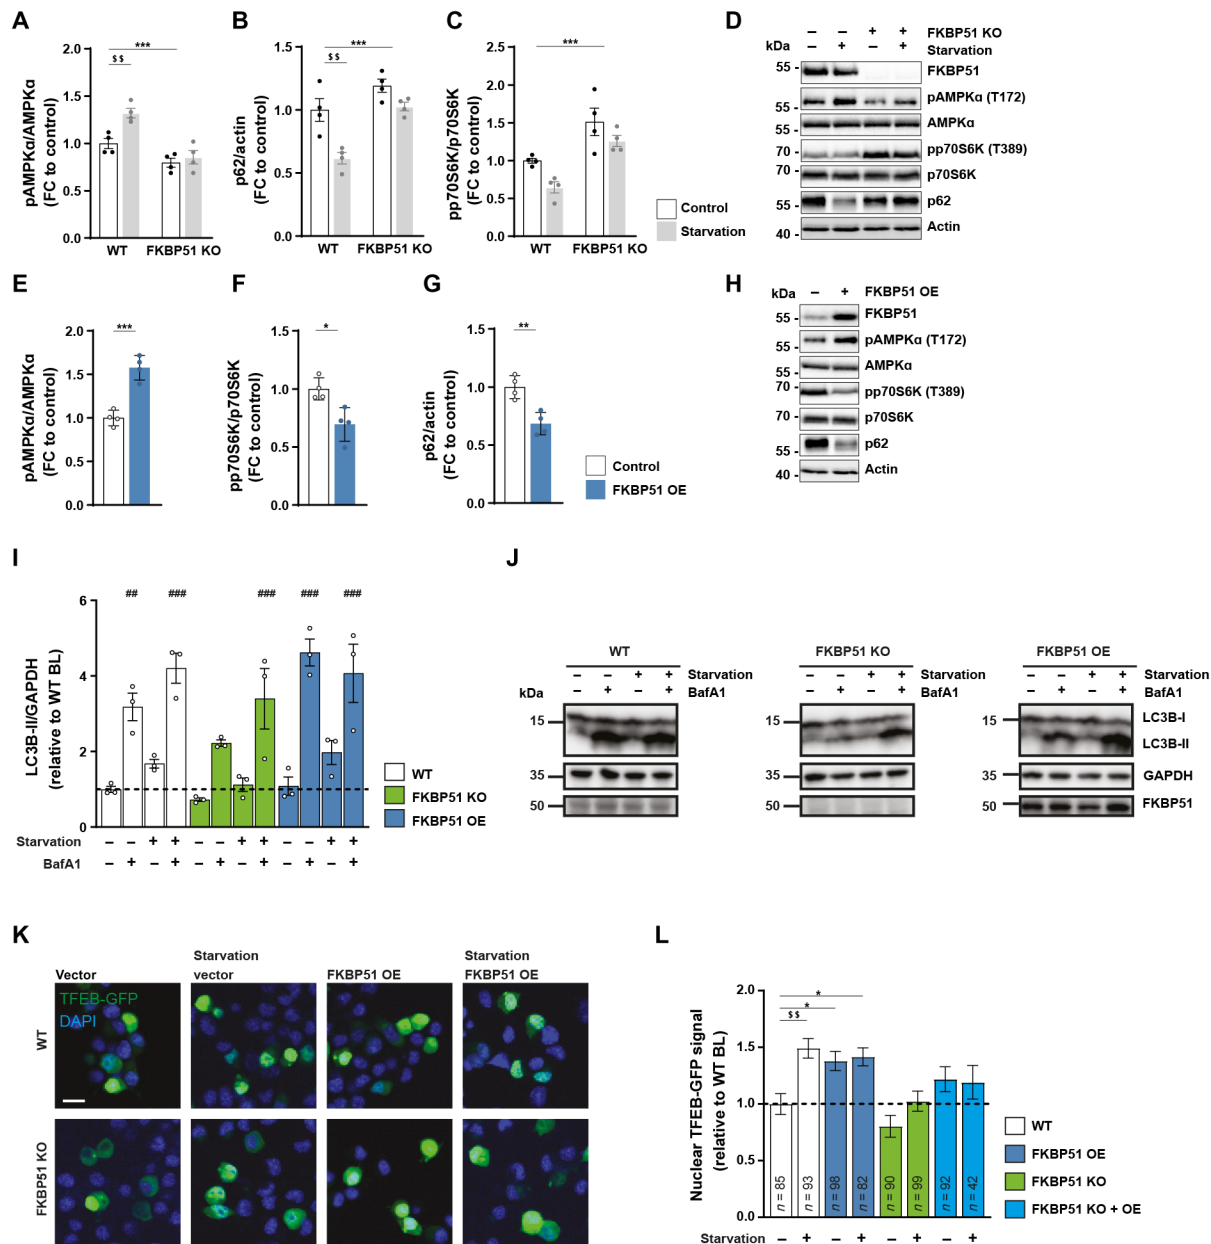 A
pAMPKα/AMPKα
(FC to control)
2.0
1.5
1.0
0.5
0.0
***
$$
WT
FKBP51 KO
B
p62/actin
(FC to control)
1.5
1.0
0.5
0.0
***
$$
WT
FKBP51 KO
C
pp70S6K/p70S6K
(FC to control)
2.5
2.0
1.5
1.0
0.5
0.0
***
WT
FKBP51 KO
Control
Starvation
D
kDa
– – + + FKBP51 KO
– + – + Starvation
55 - FKBP51
55 - pAMPKα (T172)
55 - AMPKα
70 - pp70S6K (T389)
70 - p70S6K
55 - p62
40 - Actin
E
pAMPKα/AMPKα
(FC to control)
2.0
1.5
1.0
0.5
0.0
***
F
pp70S6K/p70S6K
(FC to control)
1.5
1.0
0.5
0.0
*
G
p62/actin
(FC to control)
1.5
1.0
0.5
0.0
**
Control
FKBP51 OE
H
kDa – + FKBP51 OE
55 - FKBP51
55 - pAMPKα (T172)
55 - AMPKα
70 - pp70S6K (T389)
70 - p70S6K
55 - p62
40 - Actin
I
LC3B-II/GAPDH
(relative to WT BL)
6
4
2
0
## ### ### ### ###
Starvation – – + + – – + + – – + +
BafA1 – + – + – + – + – + – +
WT
FKBP51 KO
FKBP51 OE
J
WT
– – + + Starvation
kDa – + – + BafA1
15
35
50
FKBP51 KO
– – + + Starvation
– + – + BafA1
15
35
50
FKBP51 OE
– – + + Starvation
– + – + BafA1
15
35
50
LC3B-I
LC3B-II
GAPDH
FKBP51
K
Vector
Starvation
vector
FKBP51 OE
Starvation
FKBP51 OE
TFEB-GFP
DAPI
WT
FKBP51 KO
L
Nuclear TFEB-GFP signal
(relative to WT BL)
2.0
1.5
1.0
0.5
0.0
*
*
$$
n = 85
n = 93
n = 98
n = 82
n = 90
n = 99
n = 92
n = 42
Starvation – + – + – + – +
WT
FKBP51 OE
FKBP51 KO
FKBP51 KO + OE